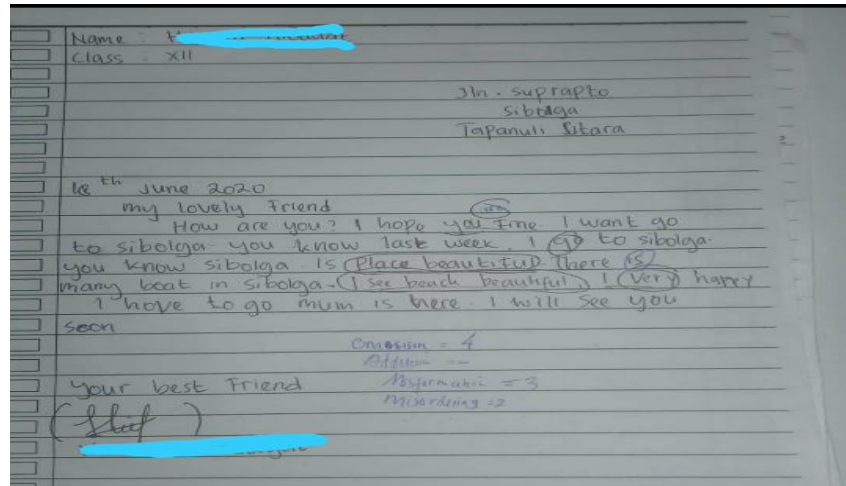 Name :
Class : XII
Jln. suprapto
sibolga
Tapanuli Utara
18 th June 2020
my lovely Friend
How are you? I hope you Fine. I want go
to sibolga. you know last week. I go to sibolga.
you know sibolga. Is Place beautiful. There is
many boat in sibolga. I see beach beautiful, I very happy
I have to go mum is here. I will see you
soon
Omission = 4
Addition = -
Misformation = 3
Misordering = 2
your best Friend